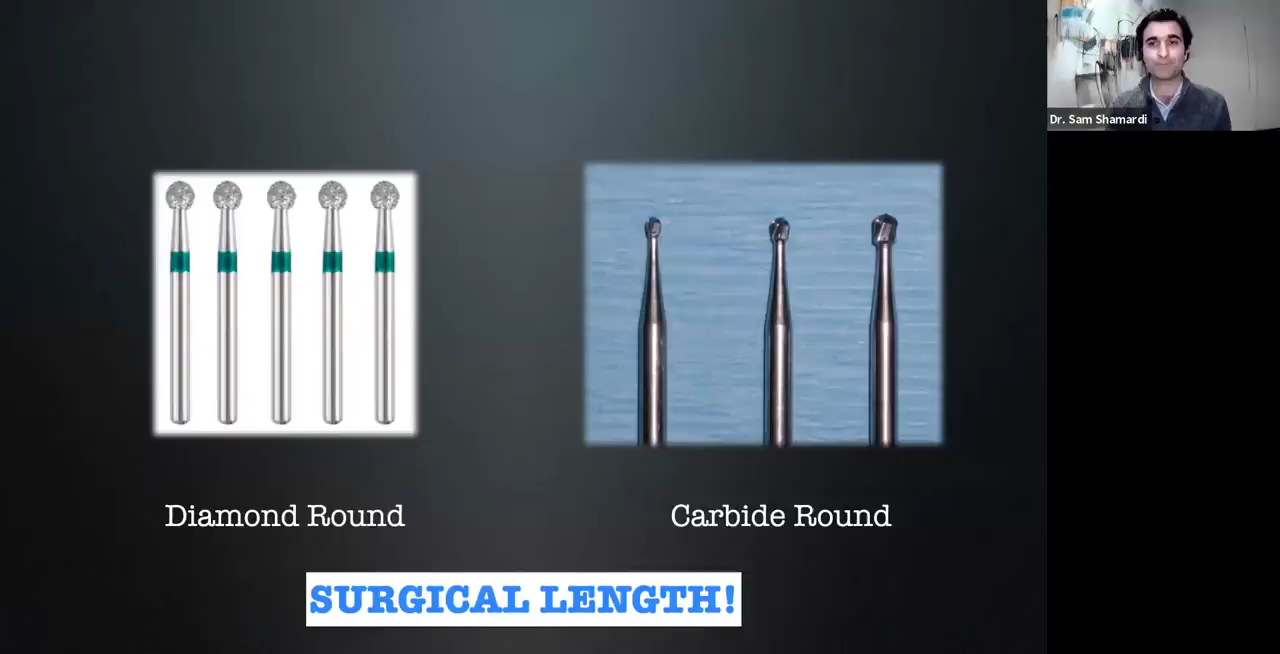 Dr. Sam Shamardi
Diamond Round
Carbide Round
SURGICAL LENGTH!